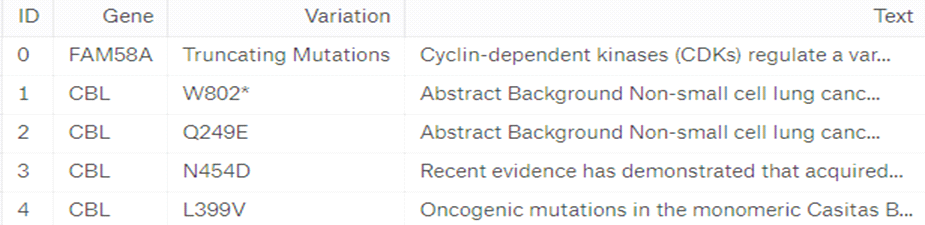 ID Gene Variation Text
0 FAM58A Truncating Mutations Cyclin-dependent kinases (CDKs) regulate a var...
1 CBL W802* Abstract Background Non-small cell lung canc...
2 CBL Q249E Abstract Background Non-small cell lung canc...
3 CBL N454D Recent evidence has demonstrated that acquired...
4 CBL L399V Oncogenic mutations in the monomeric Casitas B...